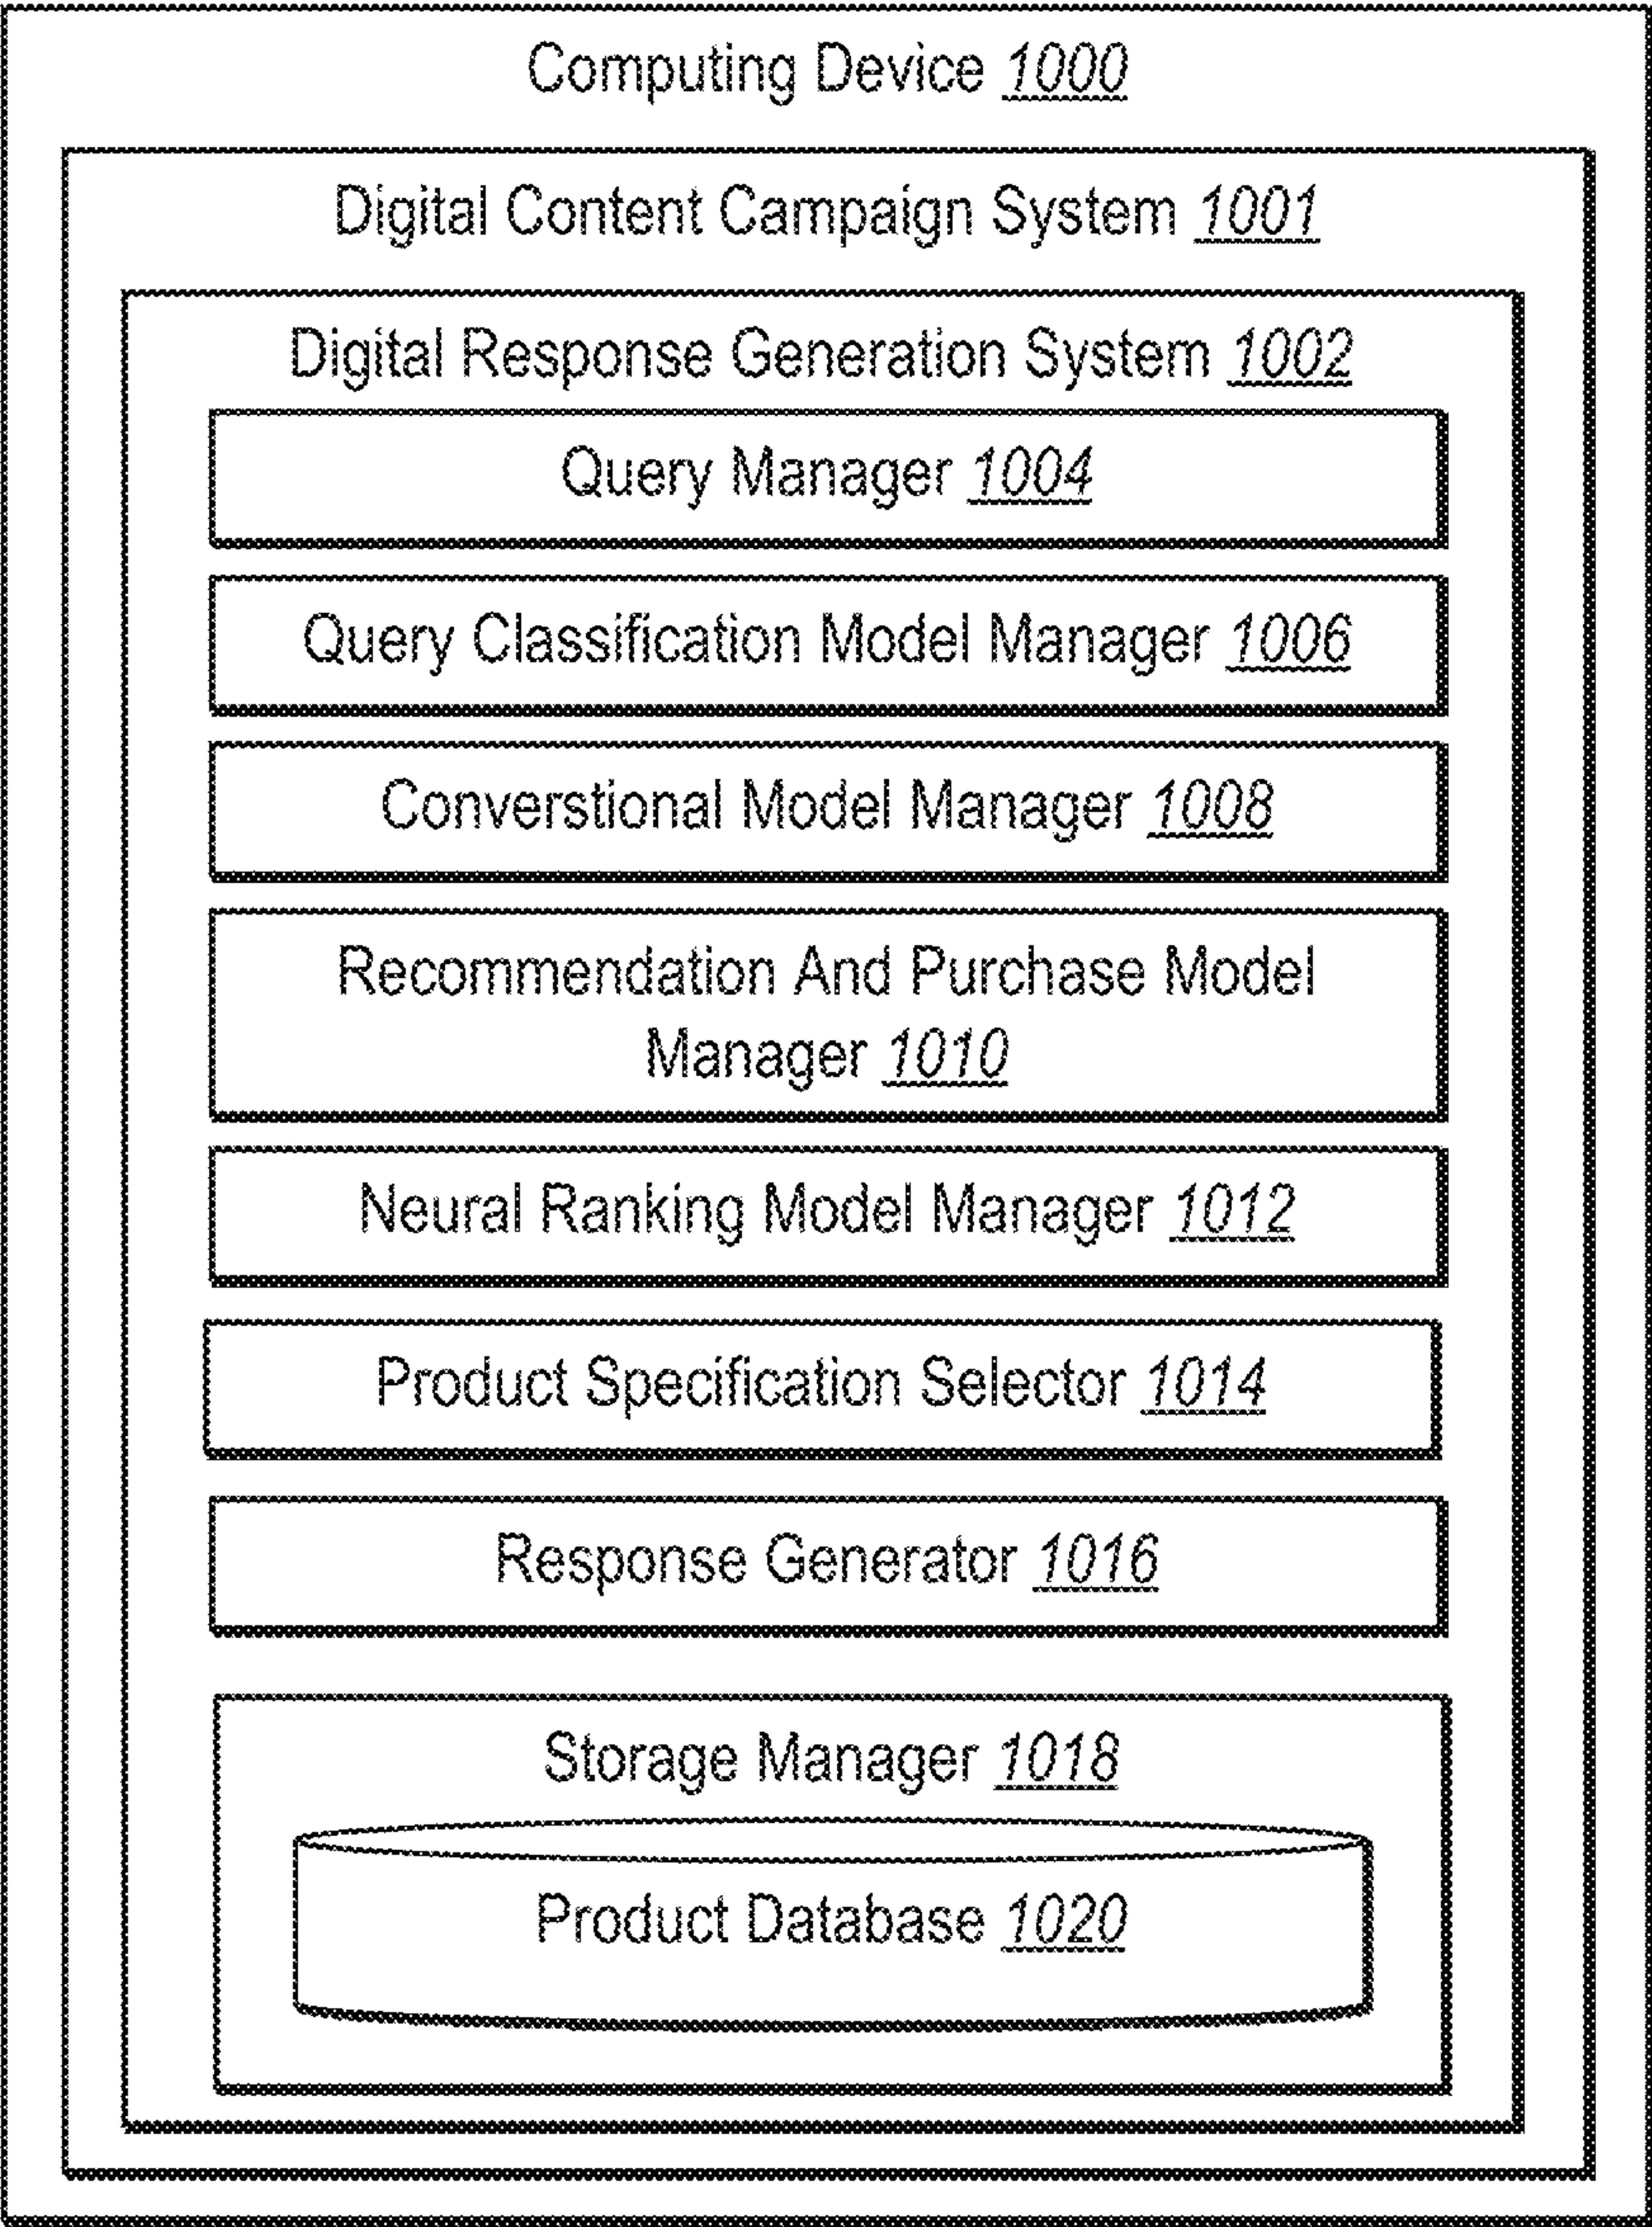 Computing Device 1000
Digital Content Campaign System 1001
Digital Response Generation System 1002
Query Manager 1004
Query Classification Model Manager 1006
Converstional Model Manager 1008
Recommendation And Purchase Model
Manager 1010
Neural Ranking Model Manager 1012
Product Specification Selector 1014
Response Generator 1016
Storage Manager 1018
Product Database 1020